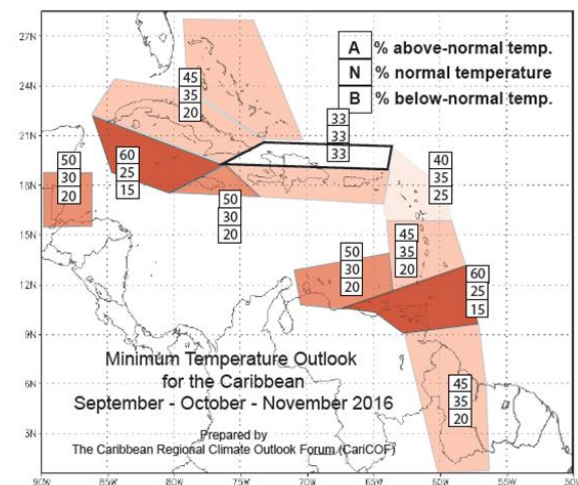 27N
24N
21N
18N
15N
12N
9N
6N
3N
90W
85W
80W
75W
70W
65W
60W
55W
50W
A % above-normal temp.
N % normal temperature
B % below-normal temp.
45
35
20
33
33
33
50
30
20
60
25
15
40
35
25
50
30
20
45
35
20
50
30
20
60
25
15
45
35
20
Minimum Temperature Outlook
for the Caribbean
September - October - November 2016
Prepared by
The Caribbean Regional Climate Outlook Forum (CariCOF)